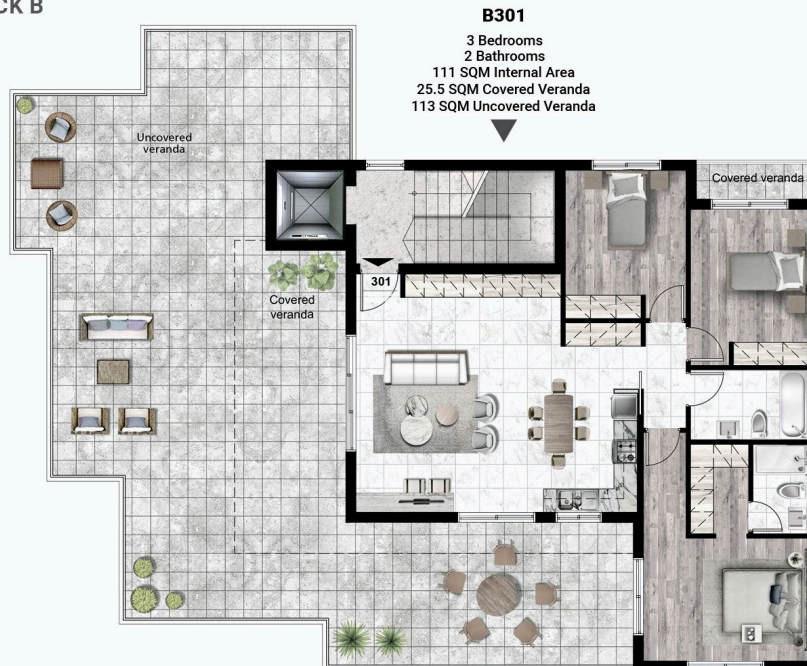 CK B
B301
3 Bedrooms
2 Bathrooms
111 SQM Internal Area
25.5 SQM Covered Veranda
113 SQM Uncovered Veranda
Uncovered
veranda
Covered veranda
301
Covered
veranda